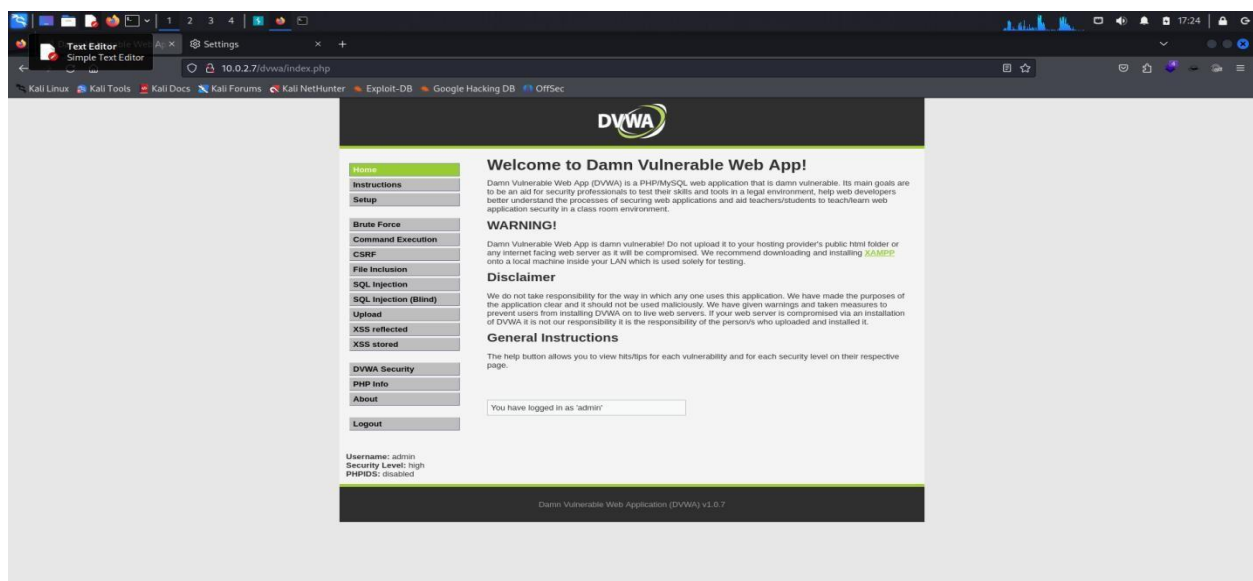 1 2 3 4
17:24
Text Editor
Simple Text Editor
Settings
10.0.2.7/dvwa/index.php
Kali Linux Kali Tools Kali Docs Kali Forums Kali NetHunter Exploit-DB Google Hacking DB OffSec
DVWA
Home
Instructions
Setup
Brute Force
Command Execution
CSRF
File Inclusion
SQL Injection
SQL Injection (Blind)
Upload
XSS reflected
XSS stored
DVWA Security
PHP Info
About
Logout
Username: admin
Security Level: high
PHPIDS: disabled
Welcome to Damn Vulnerable Web App!
Damn Vulnerable Web App (DVWA) is a PHP/MySQL web application that is damn vulnerable. Its main goals are
to be an aid for security professionals to test their skills and tools in a legal environment, help web developers
better understand the processes of securing web applications and aid teachers/students to teach/learn web
application security in a class room environment.
WARNING!
Damn Vulnerable Web App is damn vulnerable! Do not upload it to your hosting provider's public html folder or
any internet facing web server as it will be compromised. We recommend downloading and installing XAMPP
onto a local machine inside your LAN which is used solely for testing.
Disclaimer
We do not take responsibility for the way in which any one uses this application. We have made the purposes of
the application clear and it should not be used maliciously. We have given warnings and taken measures to
prevent users from installing DVWA on to live web servers. If your web server is compromised via an installation
of DVWA it is not our responsibility it is the responsibility of the person/s who uploaded and installed it.
General Instructions
The help button allows you to view hits/tips for each vulnerability and for each security level on their respective
page.
You have logged in as 'admin'
Damn Vulnerable Web Application (DVWA) v1.0.7